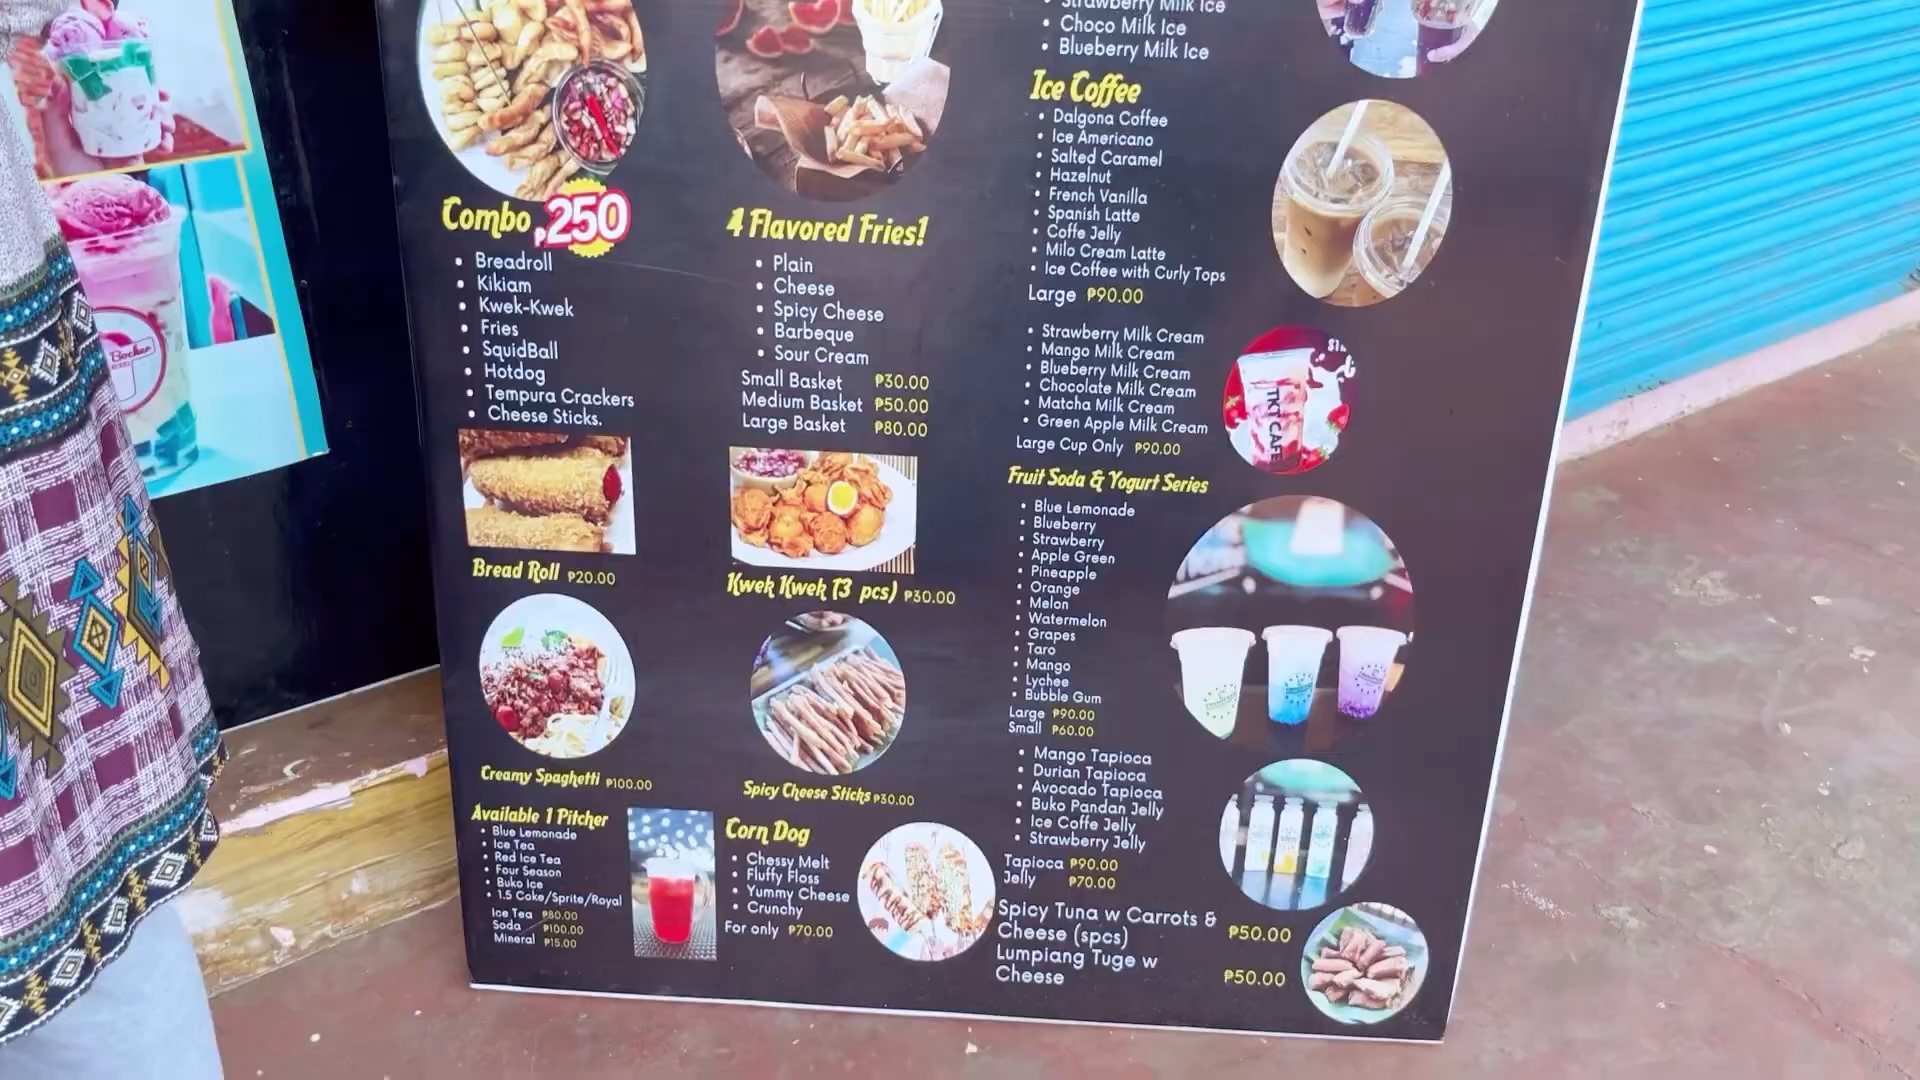 Combo ₱250
• Breadroll
• Kikiam
• Kwek-Kwek
• Fries
• SquidBall
• Hotdog
• Tempura Crackers
• Cheese Sticks.
Bread Roll ₱20.00
Creamy Spaghetti ₱100.00
Available 1 Pitcher
• Blue Lemonade
• Ice Tea
• Red Ice Tea
• Four Season
• Buko Ice
• 1.5 Coke/Sprite/Royal
Ice Tea ₱80.00
Soda ₱100.00
Mineral ₱15.00
4 Flavored Fries!
• Plain
• Cheese
• Spicy Cheese
• Barbeque
• Sour Cream
Small Basket ₱30.00
Medium Basket ₱50.00
Large Basket ₱80.00
Kwek Kwek (3 pcs) ₱30.00
Spicy Cheese Sticks ₱30.00
Corn Dog
• Chessy Melt
• Fluffy Floss
• Yummy Cheese
• Crunchy
For only ₱70.00
• Strawberry Milk Ice
• Choco Milk Ice
• Blueberry Milk Ice
Ice Coffee
• Dalgona Coffee
• Ice Americano
• Salted Caramel
• Hazelnut
• French Vanilla
• Spanish Latte
• Coffe Jelly
• Milo Cream Latte
• Ice Coffee with Curly Tops
Large ₱90.00
• Strawberry Milk Cream
• Mango Milk Cream
• Blueberry Milk Cream
• Chocolate Milk Cream
• Matcha Milk Cream
• Green Apple Milk Cream
Large Cup Only ₱90.00
TKT CAFE
Fruit Soda & Yogurt Series
• Blue Lemonade
• Blueberry
• Strawberry
• Apple Green
• Pineapple
• Orange
• Melon
• Watermelon
• Grapes
• Taro
• Mango
• Lychee
• Bubble Gum
Large ₱90.00
Small ₱60.00
• Mango Tapioca
• Durian Tapioca
• Avocado Tapioca
• Buko Pandan Jelly
• Ice Coffe Jelly
• Strawberry Jelly
Tapioca ₱90.00
Jelly ₱70.00
Spicy Tuna w Carrots &
Cheese (5pcs) ₱50.00
Lumpiang Tuge w
Cheese ₱50.00